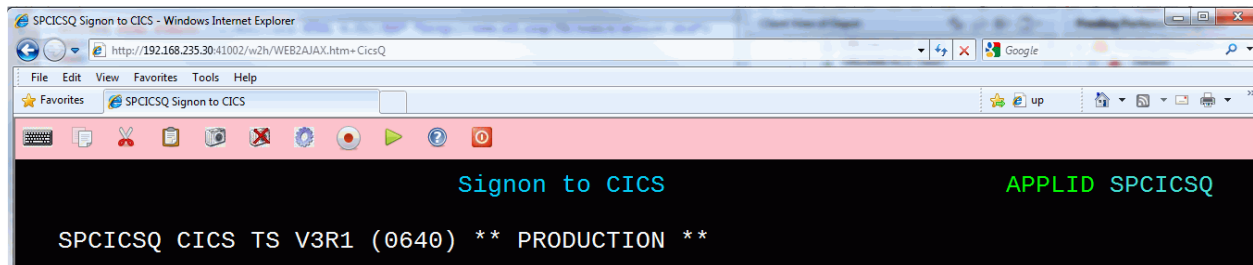 SPCICSQ Signon to CICS - Windows Internet Explorer
http://192.168.235.30:41002/w2h/WEB2AJAX.htm+CicsQ
Google
File Edit View Favorites Tools Help
Favorites SPCICSQ Signon to CICS up
Signon to CICS APPLID SPCICSQ
SPCICSQ CICS TS V3R1 (0640) ** PRODUCTION **